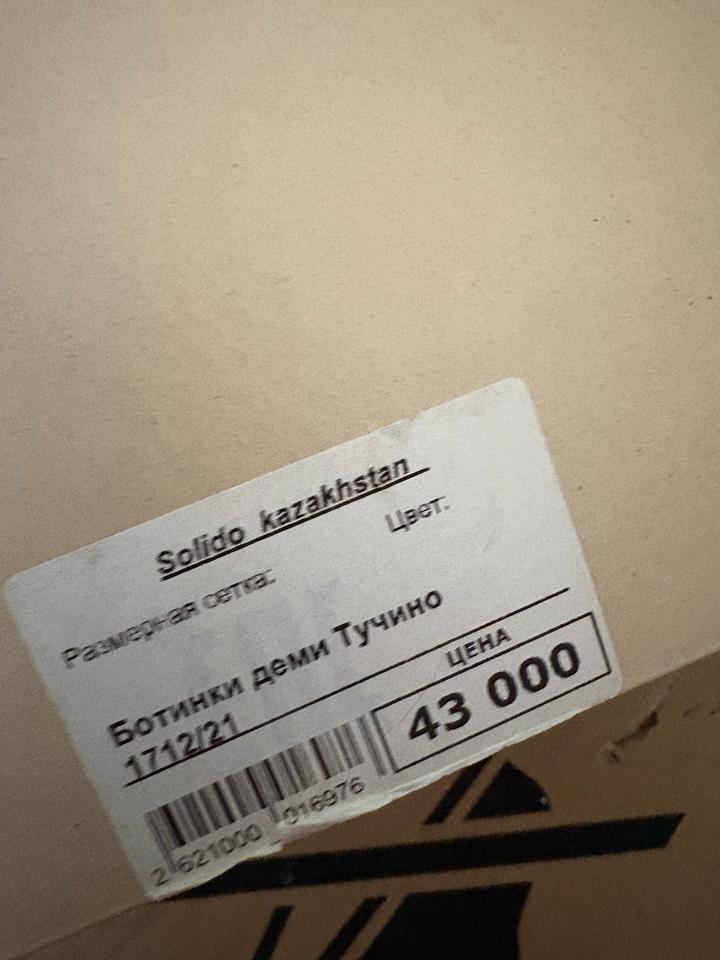 Solido kazakhstan
Цвет:
Размерная сетка:
Ботинки деми Тучино
1712/21
ЦЕНА
43 000
2 621000 016976